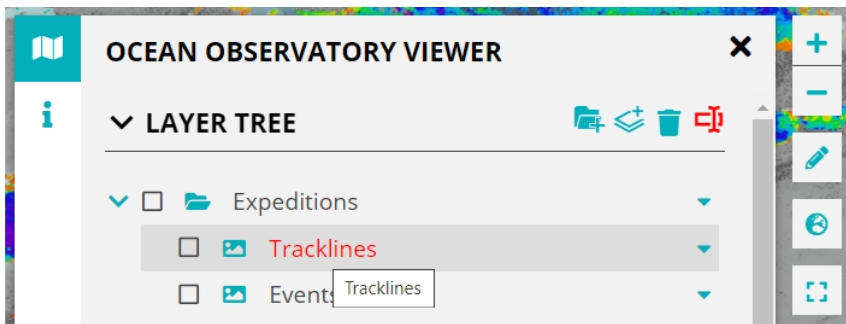 OCEAN OBSERVATORY VIEWER
LAYER TREE
Expeditions
Tracklines
Events
Tracklines